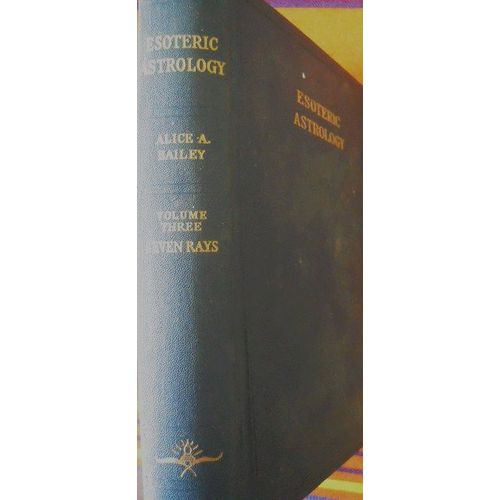 ESOTERIC
ASTROLOGY
ALICE A.
BAILEY
VOLUME
THREE
SEVEN RAYS
ESOTERIC
ASTROLOGY